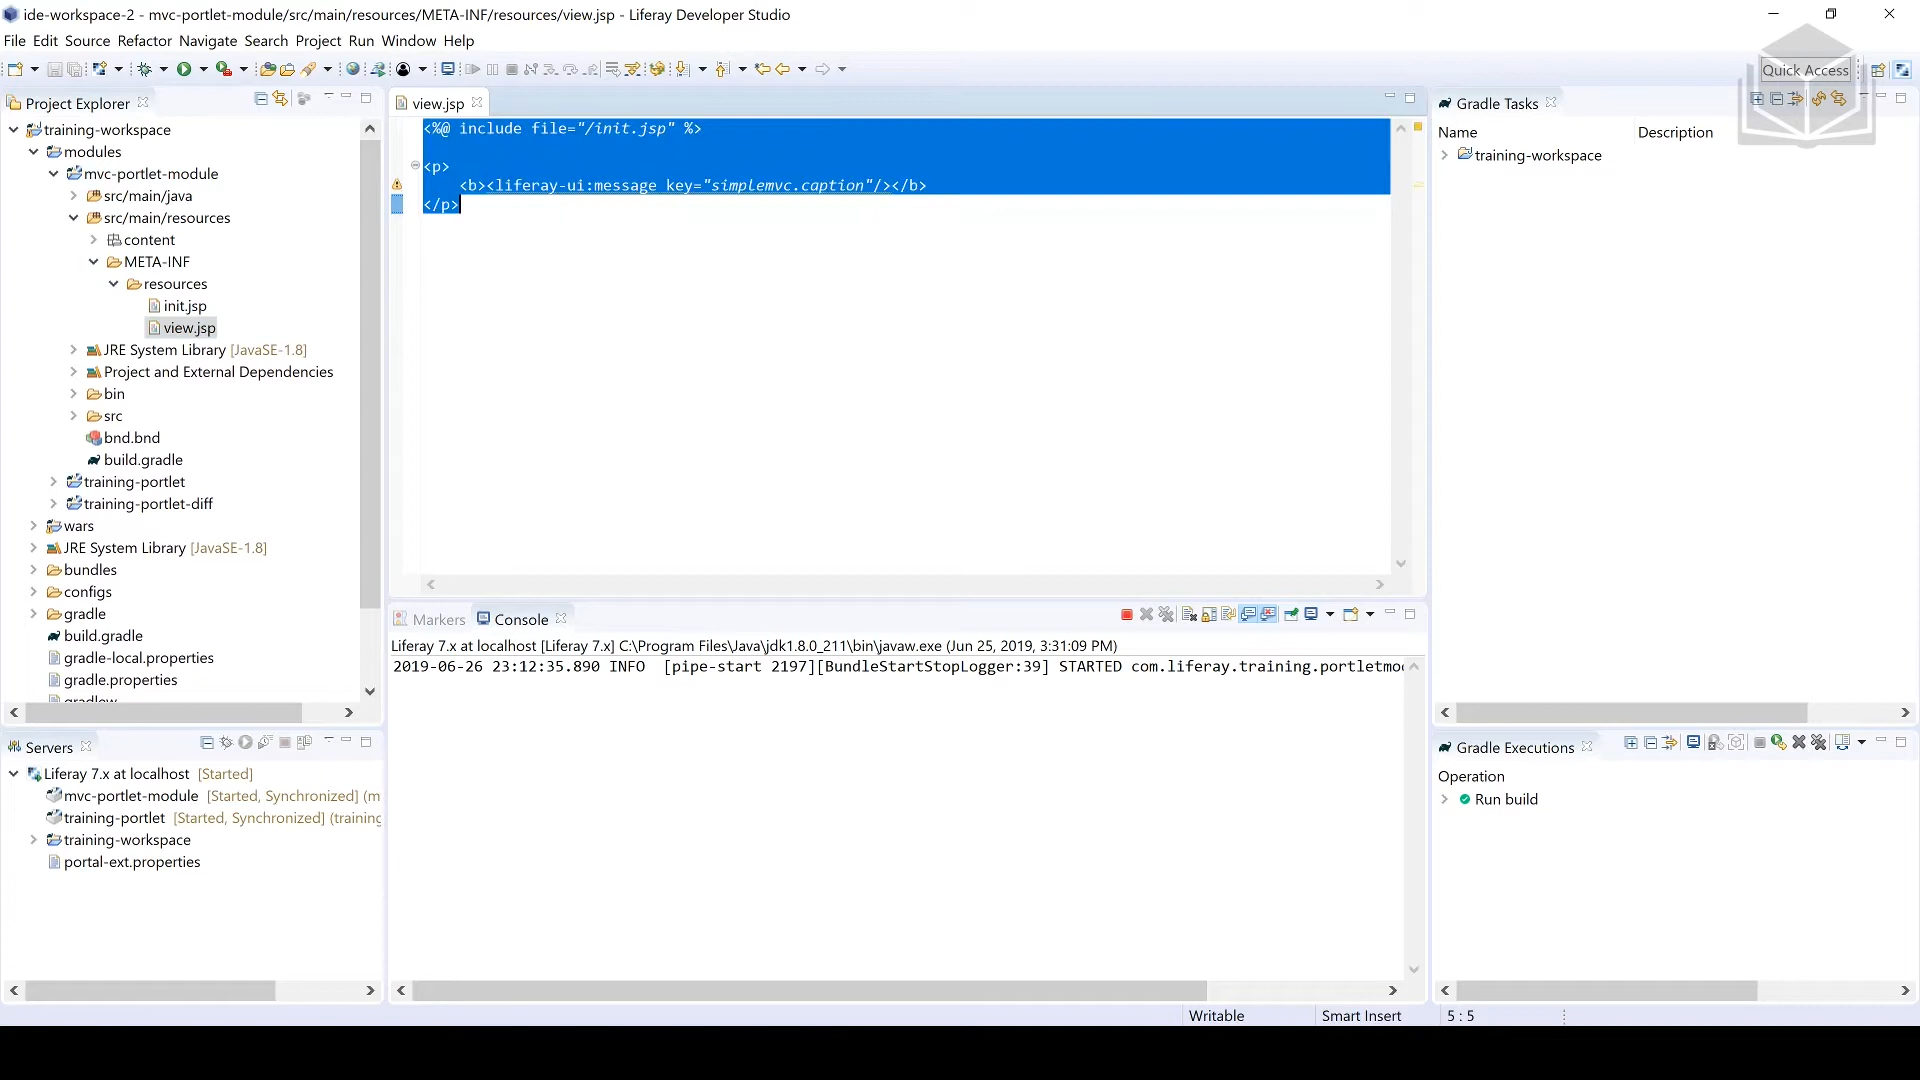 ide-workspace-2 - mvc-portlet-module/src/main/resources/META-INF/resources/view.jsp - Liferay Developer Studio
File Edit Source Refactor Navigate Search Project Run Window Help
Quick Access
Project Explorer
training-workspace
modules
mvc-portlet-module
src/main/java
src/main/resources
content
META-INF
resources
init.jsp
view.jsp
JRE System Library [JavaSE-1.8]
Project and External Dependencies
bin
src
bnd.bnd
build.gradle
training-portlet
training-portlet-diff
wars
JRE System Library [JavaSE-1.8]
bundles
configs
gradle
build.gradle
gradle-local.properties
gradle.properties
gradlew
Servers
Liferay 7.x at localhost [Started]
mvc-portlet-module [Started, Synchronized] (m
training-portlet [Started, Synchronized] (training
training-workspace
portal-ext.properties
view.jsp
<%@ include file="/init.jsp" %>
<p>
<b><liferay-ui:message key="simplemvc.caption"/></b>
</p>
Markers Console
Liferay 7.x at localhost [Liferay 7.x] C:\Program Files\Java\jdk1.8.0_211\bin\javaw.exe (Jun 25, 2019, 3:31:09 PM)
2019-06-26 23:12:35.890 INFO [pipe-start 2197][BundleStartStopLogger:39] STARTED com.liferay.training.portletmo
Gradle Tasks
Name Description
training-workspace
Gradle Executions
Operation
Run build
Writable Smart Insert 5 : 5